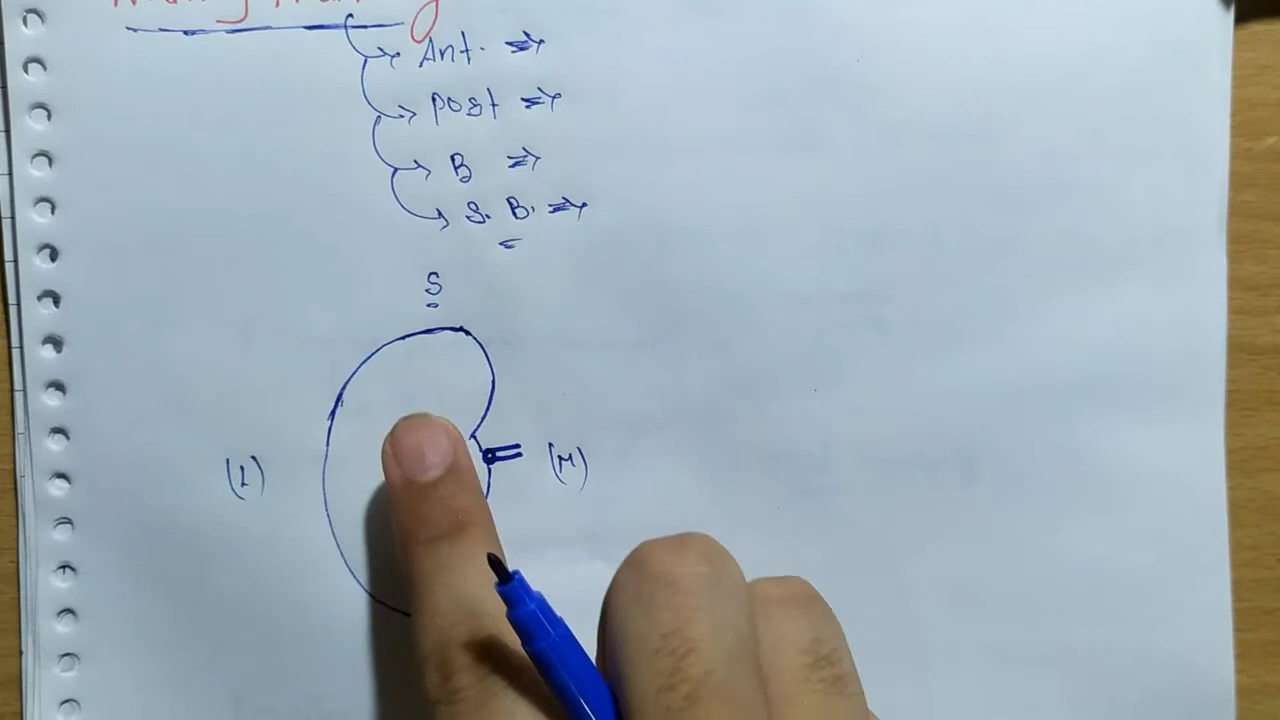 Ant. ⇒
Post ⇒
B ⇒
S. B. ⇒
S
(L) (M)